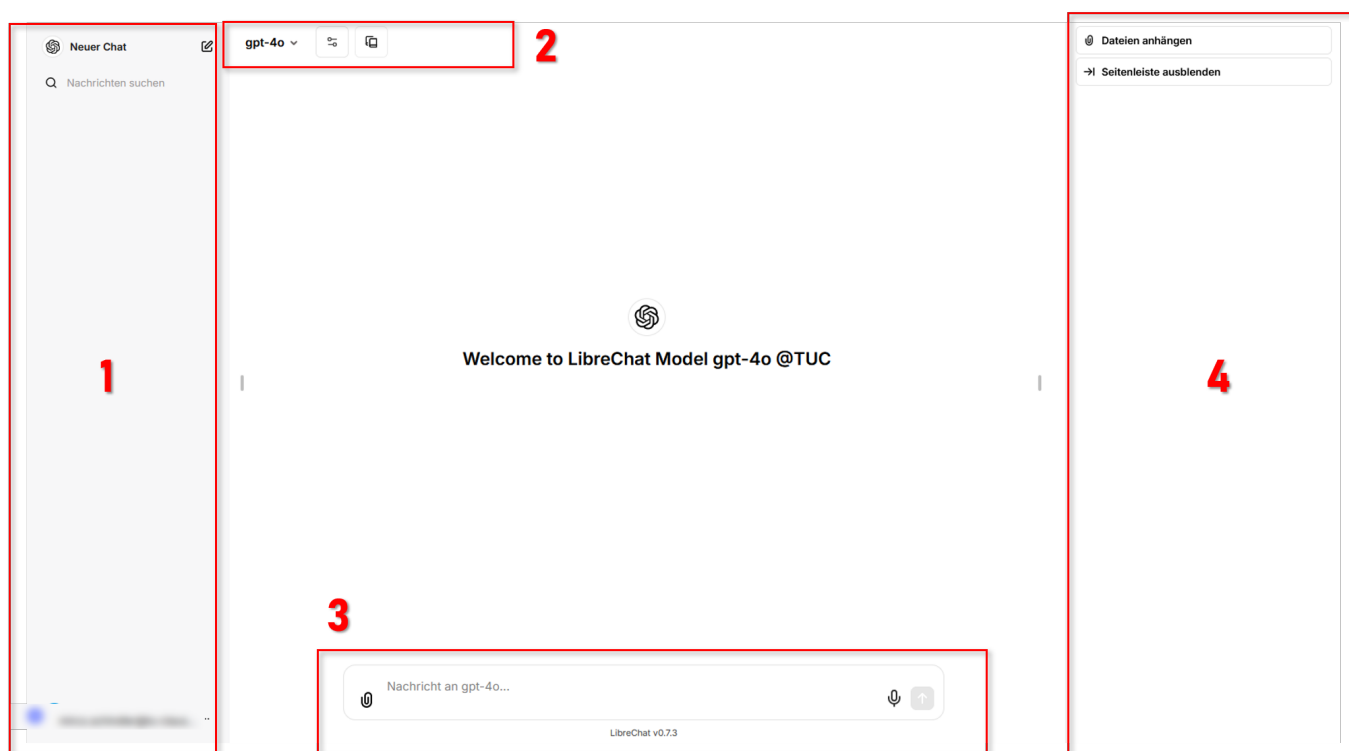 Neuer Chat
Nachrichten suchen
1
gpt-4o
2
Welcome to LibreChat Model gpt-4o @TUC
3
Nachricht an gpt-4o...
LibreChat v0.7.3
Dateien anhängen
Seitenleiste ausblenden
4